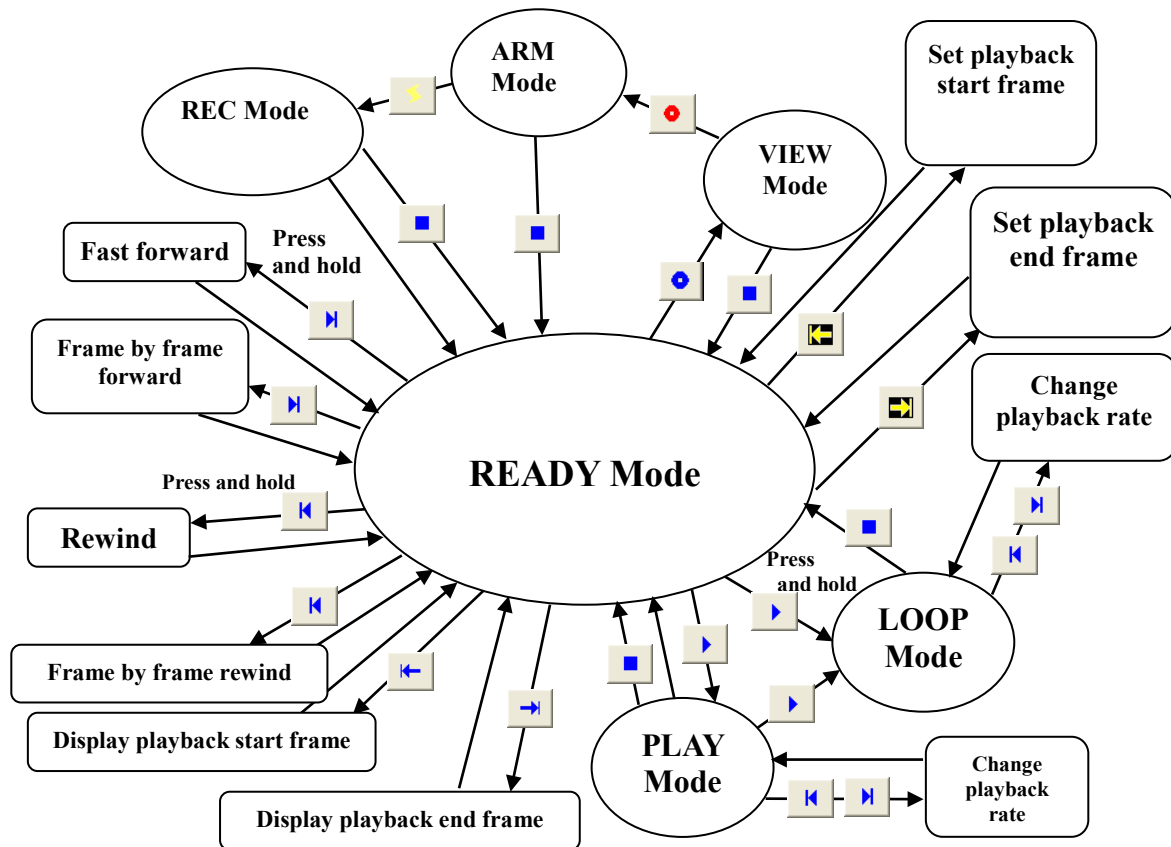 ARM
Mode
REC Mode
VIEW
Mode
Set playback
start frame
Set playback
end frame
Fast forward
Press
and hold
Frame by frame
forward
Change
playback rate
READY Mode
Press and hold
Rewind
Press
and hold
LOOP
Mode
Frame by frame rewind
Display playback start frame
PLAY
Mode
Change
playback
rate
Display playback end frame